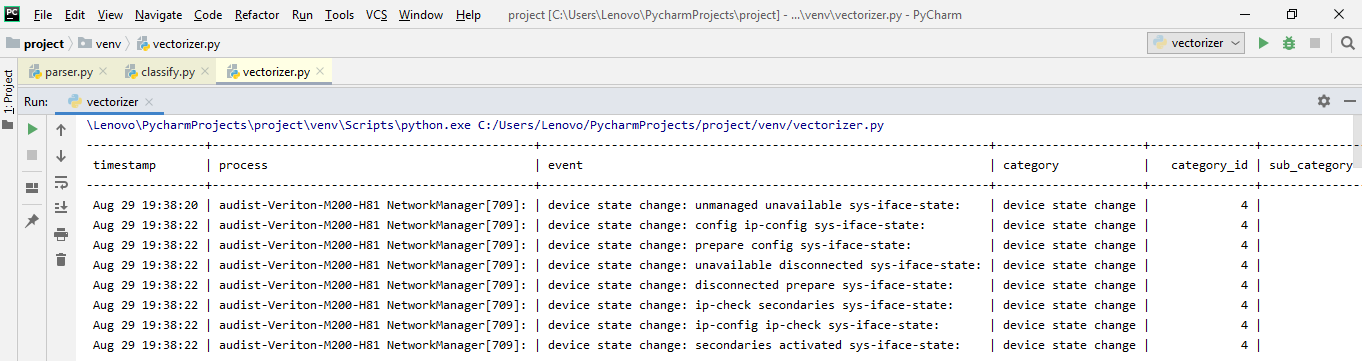 PC File Edit View Navigate Code Refactor Run Tools VCS Window Help project [C:\Users\Lenovo\PycharmProjects\project] - ...\venv\vectorizer.py - PyCharm
project venv vectorizer.py vectorizer
parser.py classify.py vectorizer.py
1: Project
Run: vectorizer
\Lenovo\PycharmProjects\project\venv\Scripts\python.exe C:/Users/Lenovo/PycharmProjects/project/venv/vectorizer.py
timestamp | process | event | category | category_id | sub_category
Aug 29 19:38:20 | audist-Veriton-M200-H81 NetworkManager[709]: | device state change: unmanaged unavailable sys-iface-state: | device state change | 4 |
Aug 29 19:38:22 | audist-Veriton-M200-H81 NetworkManager[709]: | device state change: config ip-config sys-iface-state: | device state change | 4 |
Aug 29 19:38:22 | audist-Veriton-M200-H81 NetworkManager[709]: | device state change: prepare config sys-iface-state: | device state change | 4 |
Aug 29 19:38:22 | audist-Veriton-M200-H81 NetworkManager[709]: | device state change: unavailable disconnected sys-iface-state: | device state change | 4 |
Aug 29 19:38:22 | audist-Veriton-M200-H81 NetworkManager[709]: | device state change: disconnected prepare sys-iface-state: | device state change | 4 |
Aug 29 19:38:22 | audist-Veriton-M200-H81 NetworkManager[709]: | device state change: ip-check secondaries sys-iface-state: | device state change | 4 |
Aug 29 19:38:22 | audist-Veriton-M200-H81 NetworkManager[709]: | device state change: ip-config ip-check sys-iface-state: | device state change | 4 |
Aug 29 19:38:22 | audist-Veriton-M200-H81 NetworkManager[709]: | device state change: secondaries activated sys-iface-state: | device state change | 4 |